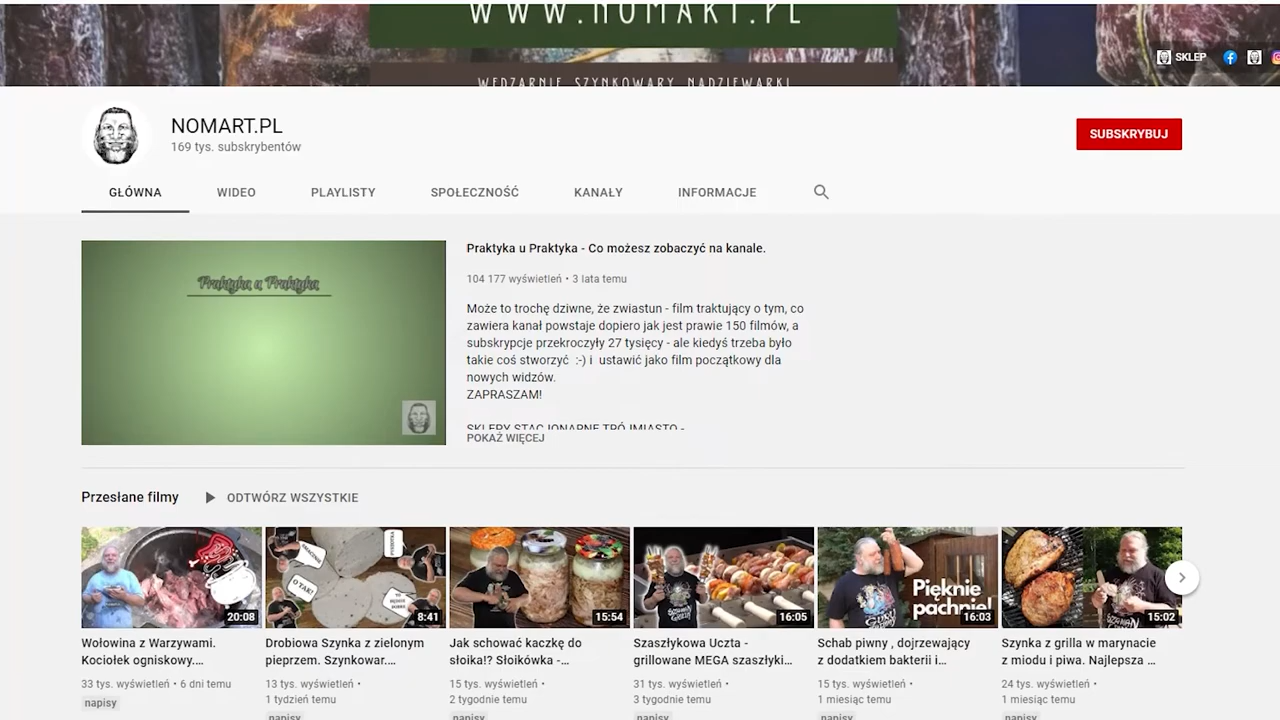 WWW.NOMART.PL
WĘDZARNIE SZYNKOWARY NADZIEWARKI
SKLEP
NOMART.PL
169 tys. subskrybentów
SUBSKRYBUJ
GŁÓWNA WIDEO PLAYLISTY SPOŁECZNOŚĆ KANAŁY INFORMACJE
Praktyka u Praktyka
Praktyka u Praktyka - Co możesz zobaczyć na kanale.
104 177 wyświetleń • 3 lata temu
Może to trochę dziwne, że zwiastun - film traktujący o tym, co
zawiera kanał powstaje dopiero jak jest prawie 150 filmów, a
subskrypcje przekroczyły 27 tysięcy - ale kiedyś trzeba było
takie coś stworzyć :-) i ustawić jako film początkowy dla
nowych widzów.
ZAPRASZAM!
SKLEPY STACJONARNE TRÓJMIASTO -
POKAŻ WIĘCEJ
Przesłane filmy ODTWÓRZ WSZYSTKIE
20:08
O TAK!
8:41
15:54
16:05
Pięknie
pachnie!
16:03
15:02
Wołowina z Warzywami.
Kociołek ogniskowy....
33 tys. wyświetleń • 6 dni temu
napisy
Drobiowa Szynka z zielonym
pieprzem. Szynkowar....
13 tys. wyświetleń •
1 tydzień temu
napisy
Jak schować kaczkę do
słoika!? Słoikówka -...
15 tys. wyświetleń •
2 tygodnie temu
napisy
Szaszłykowa Uczta -
grillowane MEGA szaszłyki...
31 tys. wyświetleń •
3 tygodnie temu
napisy
Schab piwny , dojrzewający
z dodatkiem bakterii i...
15 tys. wyświetleń •
1 miesiąc temu
napisy
Szynka z grilla w marynacie
z miodu i piwa. Najlepsza ...
24 tys. wyświetleń •
1 miesiąc temu
napisy